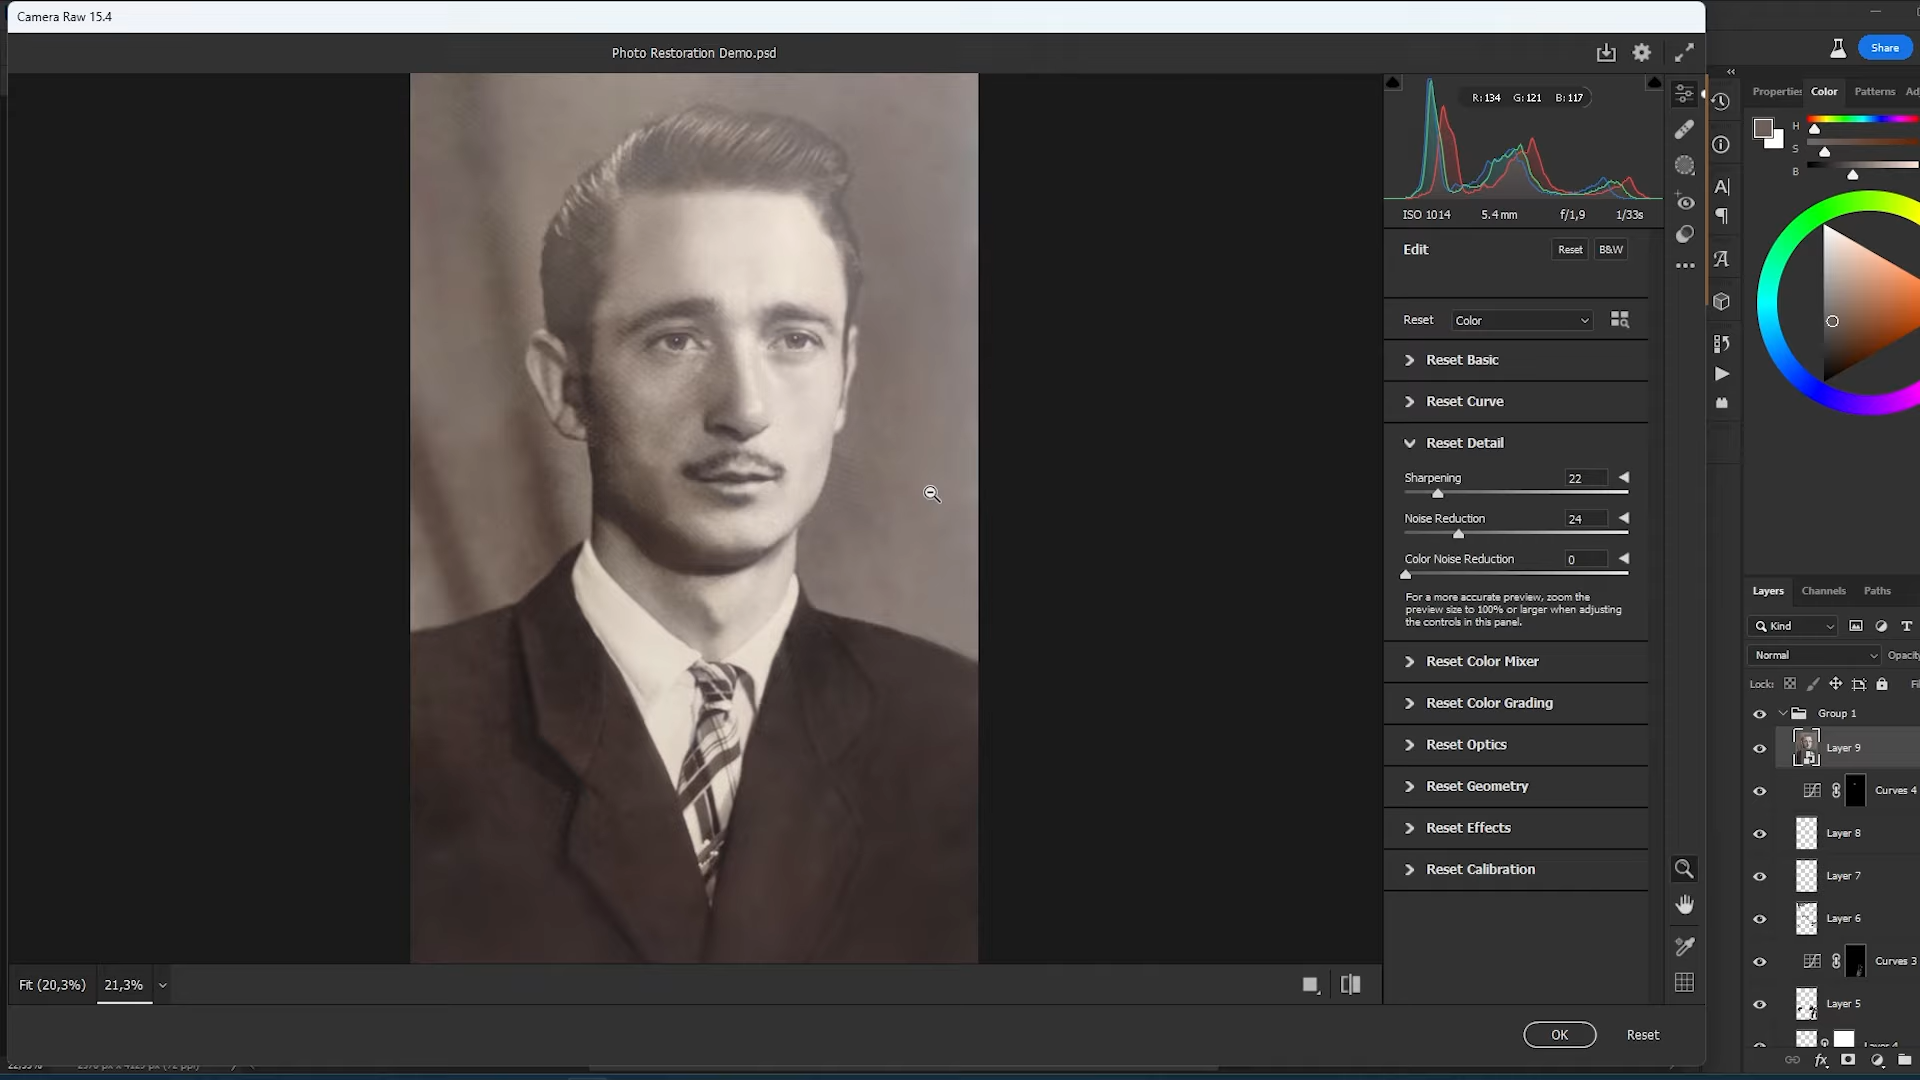 Camera Raw 15.4
Photo Restoration Demo.psd
Share
R: 134 G: 121 B: 117
ISO 1014 5.4 mm f/1,9 1/33s
Edit
Reset B&W
Reset Color
Reset Basic
Reset Curve
Reset Detail
Sharpening 22
Noise Reduction 24
Color Noise Reduction 0
For a more accurate preview, zoom the
preview size to 100% or larger when adjusting
the controls in this panel.
Reset Color Mixer
Reset Color Grading
Reset Optics
Reset Geometry
Reset Effects
Reset Calibration
Fit (20,3%) 21,3%
OK Reset
Properties Color Patterns
H
S
B
Layers Channels Paths
Kind
Normal
Lock:
Group 1
Layer 9
Curves 4
Layer 8
Layer 7
Layer 6
Curves 3
Layer 5